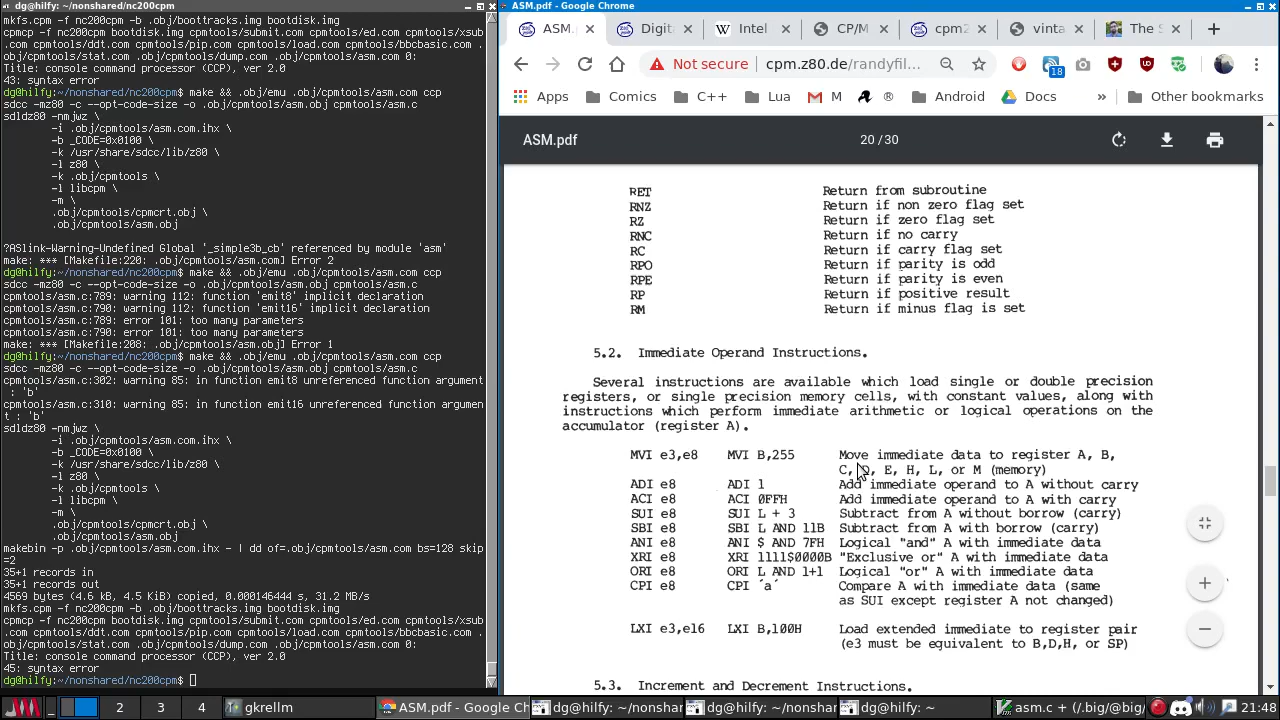 dg@hilfy: ~/nonshared/nc200cpm
mkfs.cpm -f nc200cpm -b .obj/boottracks.img bootdisk.img
cpmcp -f nc200cpm bootdisk.img cpmtools/submit.com cpmtools/ed.com cpmtools/xsub
.com cpmtools/ddt.com cpmtools/pip.com cpmtools/load.com cpmtools/bbcbasic.com .
obj/cpmtools/stat.com .obj/cpmtools/dump.com .obj/cpmtools/asm.com 0:
Title: console command processor (CCP), ver 2.0
43: syntax error
dg@hilfy:~/nonshared/nc200cpm$ make && .obj/emu .obj/cpmtools/asm.com ccp
sdcc -mz80 -c --opt-code-size -o .obj/cpmtools/asm.obj cpmtools/asm.c
sdldz80 -nmjwz \
-i .obj/cpmtools/asm.com.ihx \
-b _CODE=0x0100 \
-k /usr/share/sdcc/lib/z80 \
-l z80 \
-k .obj/cpmtools \
-l libcpm \
-m \
.obj/cpmtools/cpmcrt.obj \
.obj/cpmtools/asm.obj
?ASlink-Warning-Undefined Global '_simple3b_cb' referenced by module 'asm'
make: *** [Makefile:29: .obj/cpmtools/asm.com] Error 2
dg@hilfy:~/nonshared/nc200cpm$ make && .obj/emu .obj/cpmtools/asm.com ccp
sdcc -mz80 -c --opt-code-size -o .obj/cpmtools/asm.obj cpmtools/asm.c
cpmtools/asm.c:789: warning 112: function 'emit8' implicit declaration
cpmtools/asm.c:790: warning 112: function 'emit16' implicit declaration
cpmtools/asm.c:790: error 101: too many parameters
cpmtools/asm.c:790: error 101: too many parameters
make: *** [Makefile:208: .obj/cpmtools/asm.obj] Error 1
dg@hilfy:~/nonshared/nc200cpm$ make && .obj/emu .obj/cpmtools/asm.com ccp
sdcc -mz80 -c --opt-code-size -o .obj/cpmtools/asm.obj cpmtools/asm.c
cpmtools/asm.c:302: warning 85: in function emit8 unreferenced function argument
: 'b'
cpmtools/asm.c:310: warning 85: in function emit16 unreferenced function argumen
t : 'b'
sdldz80 -nmjwz \
-i .obj/cpmtools/asm.com.ihx \
-b _CODE=0x0100 \
-k /usr/share/sdcc/lib/z80 \
-l z80 \
-k .obj/cpmtools \
-l libcpm \
-m \
.obj/cpmtools/cpmcrt.obj \
.obj/cpmtools/asm.obj
makebin -p .obj/cpmtools/asm.com.ihx - | dd of=.obj/cpmtools/asm.com bs=128 skip
=2
35+1 records in
35+1 records out
4569 bytes (4.6 kB, 4.5 KiB) copied, 0.000146444 s, 31.2 MB/s
mkfs.cpm -f nc200cpm -b .obj/boottracks.img bootdisk.img
cpmcp -f nc200cpm bootdisk.img cpmtools/submit.com cpmtools/ed.com cpmtools/xsub
.com cpmtools/ddt.com cpmtools/pip.com cpmtools/load.com cpmtools/bbcbasic.com .
obj/cpmtools/stat.com .obj/cpmtools/dump.com .obj/cpmtools/asm.com 0:
Title: console command processor (CCP), ver 2.0
45: syntax error
dg@hilfy:~/nonshared/nc200cpm$
ASM.pdf - Google Chrome
ASM. Digit Intel CP/M cpm2 vinta The S
Not secure cpm.z80.de/randyfil... 18
Apps Comics C++ Lua M ® Android Docs » Other bookmarks
ASM.pdf 20 / 30
RET Return from subroutine
RNZ Return if non zero flag set
RZ Return if zero flag set
RNC Return if no carry
RC Return if carry flag set
RPO Return if parity is odd
RPE Return if parity is even
RP Return if positive result
RM Return if minus flag is set
5.2. Immediate Operand Instructions.
Several instructions are available which load single or double precision
registers, or single precision memory cells, with constant values, along with
instructions which perform immediate arithmetic or logical operations on the
accumulator (register A).
MVI e3,e8 MVI B,255 Move immediate data to register A, B,
C, D, E, H, L, or M (memory)
ADI e8 ADI 1 Add immediate operand to A without carry
ACI e8 ACI 0FFH Add immediate operand to A with carry
SUI e8 SUI L + 3 Subtract from A without borrow (carry)
SBI e8 SBI L AND 11B Subtract from A with borrow (carry)
ANI e8 ANI $ AND 7FH Logical "and" A with immediate data
XRI e8 XRI 1111$0000B "Exclusive or" A with immediate data
ORI e8 ORI L AND 1+1 Logical "or" A with immediate data
CPI e8 CPI ´a´ Compare A with immediate data (same
as SUI except register A not changed)
LXI e3,e16 LXI B,100H Load extended immediate to register pair
(e3 must be equivalent to B,D,H, or SP)
5.3. Increment and Decrement Instructions.
2 3 4 gkrellm ASM.pdf - Google Ch dg@hilfy: ~/nonshar dg@hilfy: ~/nonshar dg@hilfy: ~ asm.c + (/.big/@big/ 21:48